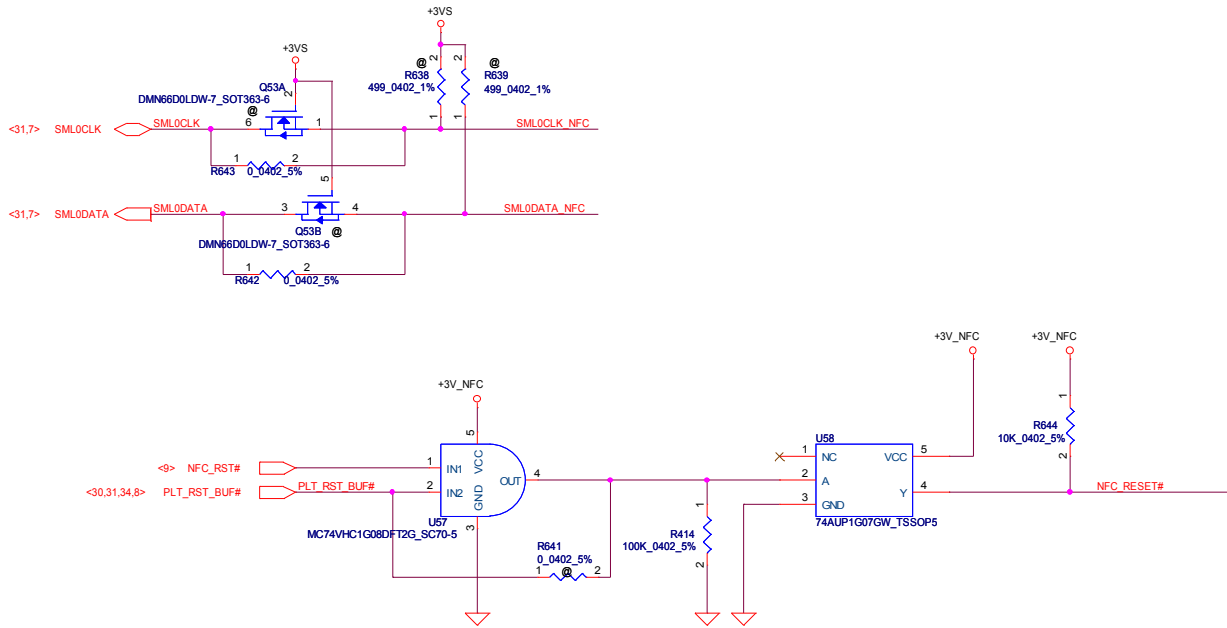 +3VS
+3VS
@
R638
499_0402_1%
2
1
@
R639
499_0402_1%
2
1
Q53A
DMN66D0LDW-7_SOT363-6
@
2
6
1
<31,7>
SML0CLK
SML0CLK
SML0CLK_NFC
1
2
R643
0_0402_5%
5
<31,7>
SML0DATA
SML0DATA
3
4
SML0DATA_NFC
Q53B
@
DMN66D0LDW-7_SOT363-6
1
2
R642
0_0402_5%
+3V_NFC
+3V_NFC
+3V_NFC
5
1
R644
10K_0402_5%
2
U58
<9>
NFC_RST#
1
IN1
VCC
<30,31,34,8>
PLT_RST_BUF#
PLT_RST_BUF#
2
IN2
GND
OUT
4
3
U57
MC74VHC1G08DFT2G_SC70-5
1
NC
VCC
5
2
A
3
GND
Y
4
NFC_RESET#
74AUP1G07GW_TSSOP5
1
R414
100K_0402_5%
2
R641
0_0402_5%
1
@
2